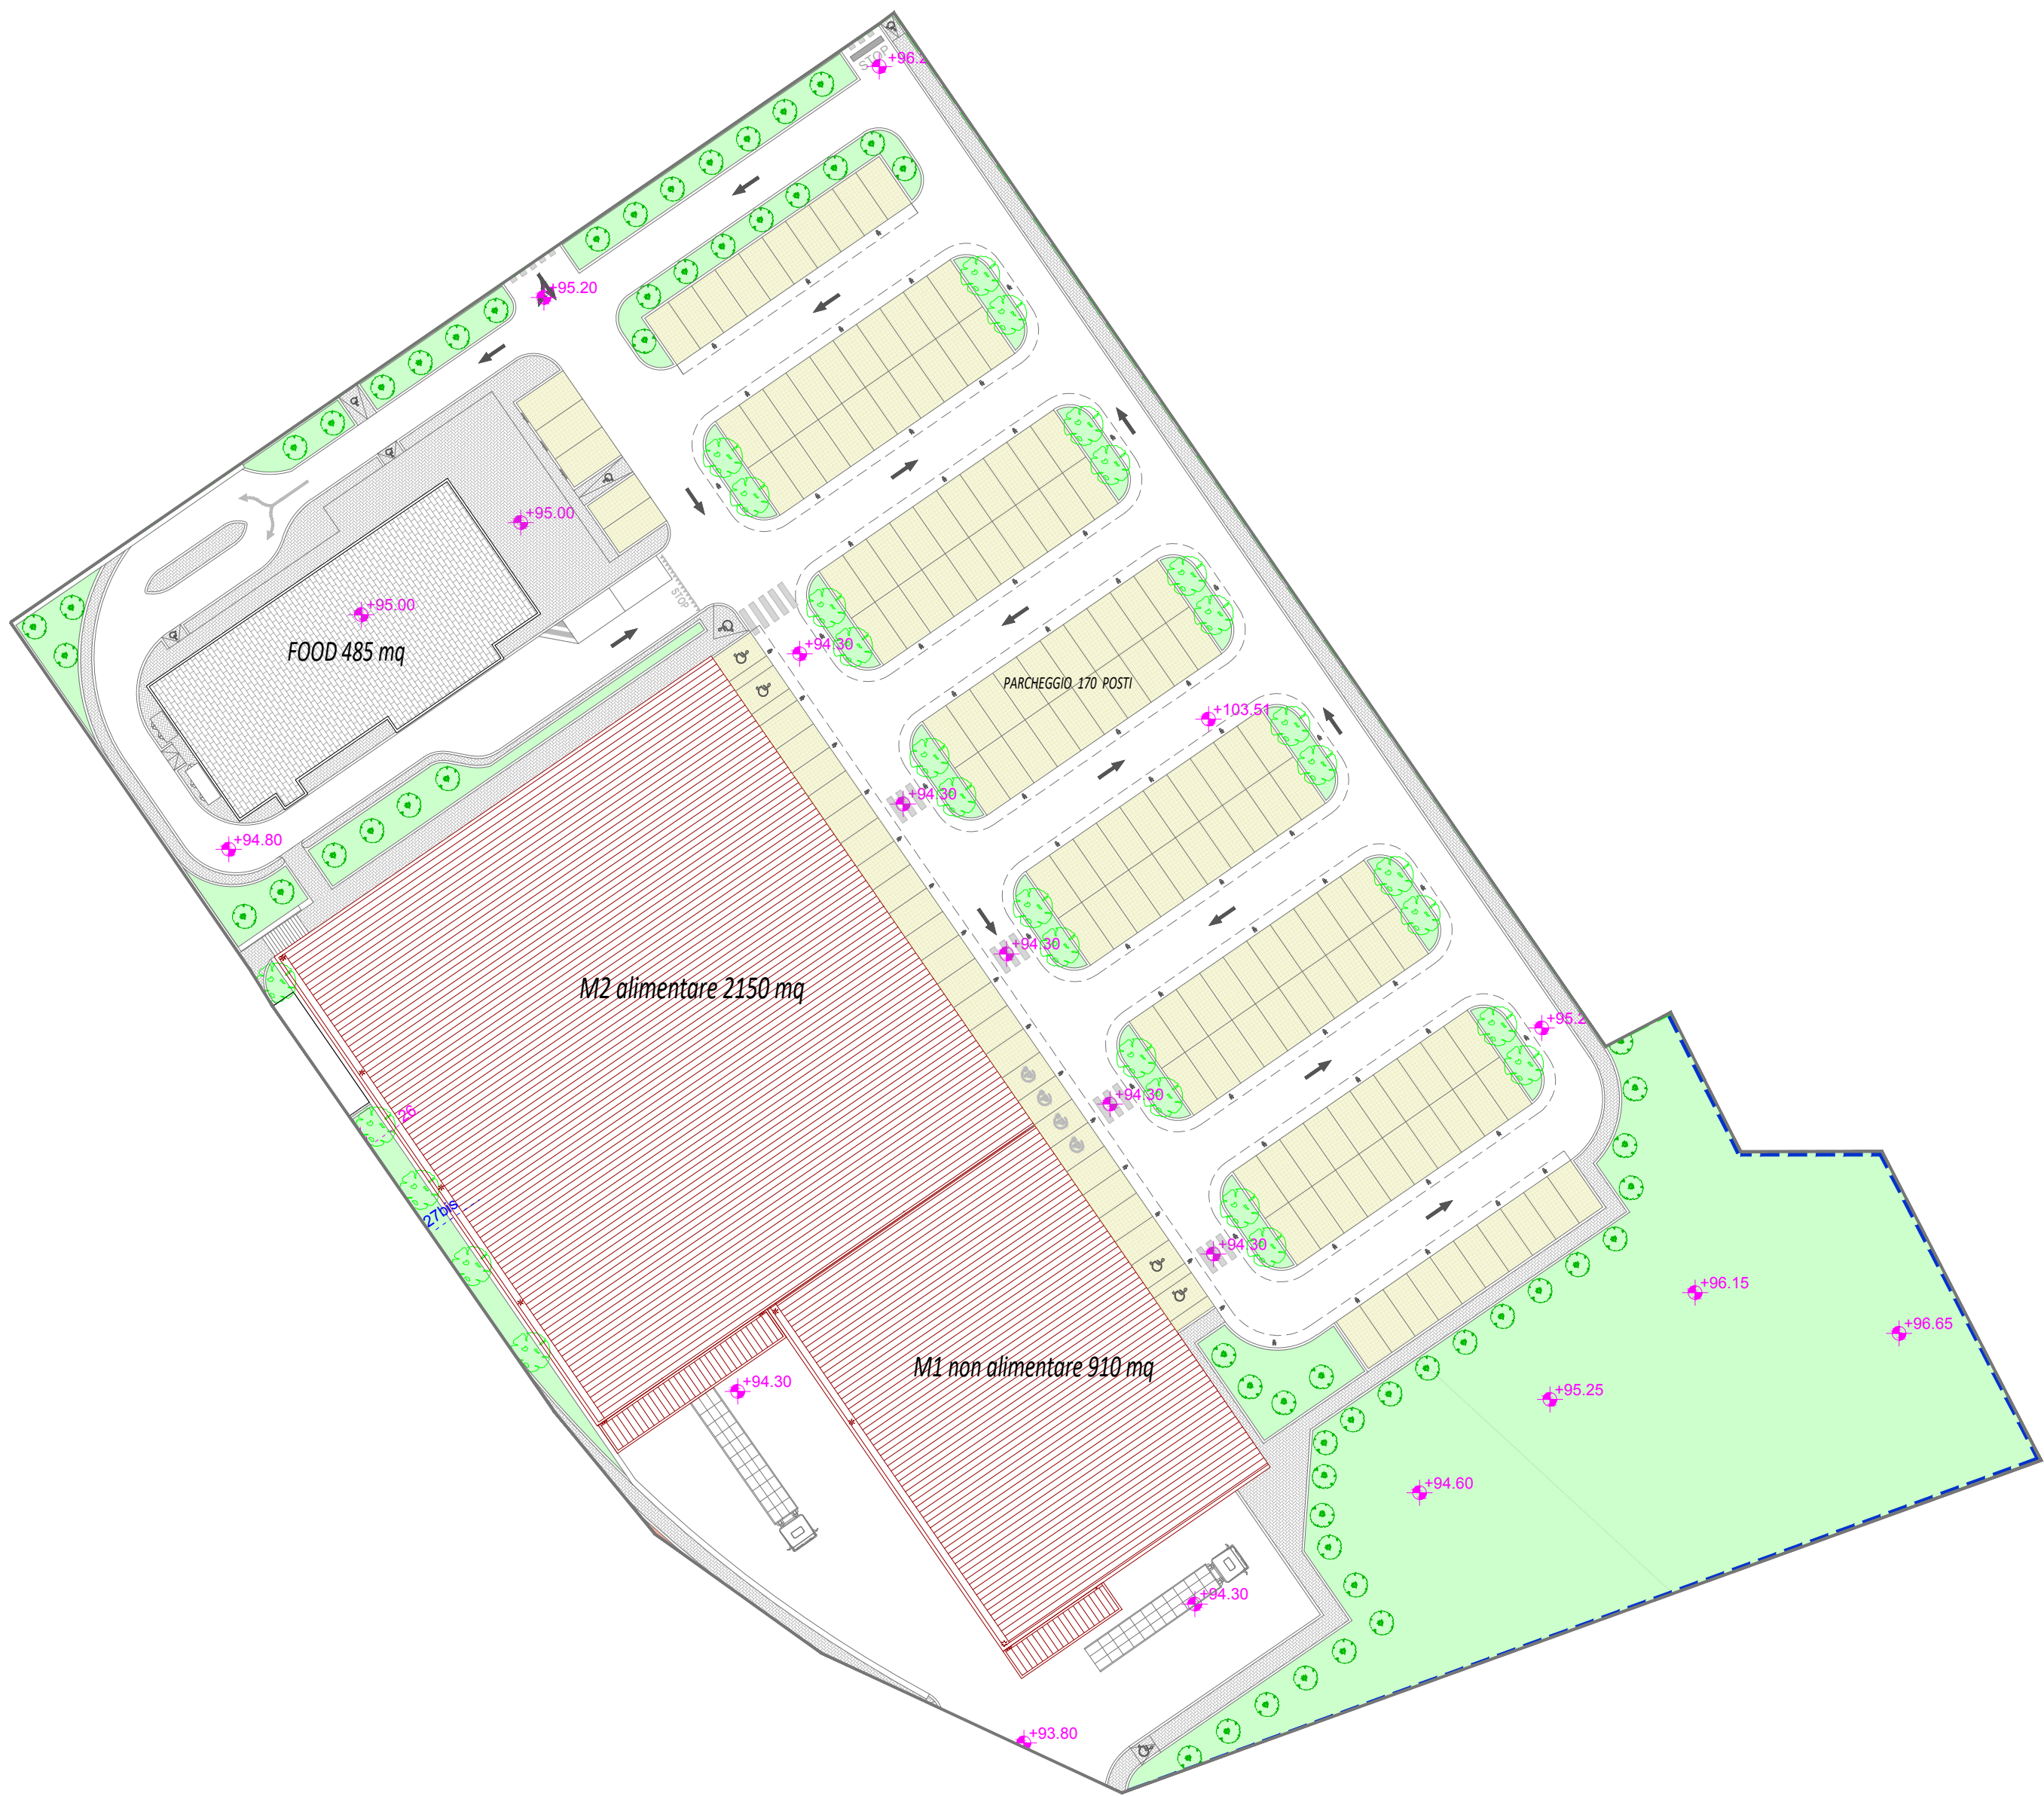 STOP
+96.2
+95.20
+95.00
STOP
+95.00
FOOD 485 mq
+94.30
PARCHEGGIO 170 POSTI
+103.51
+94.30
+94.80
+94.30
M2 alimentare 2150 mq
+95.2
+94.30
26
27bis
+94.30
+96.15
+96.65
M1 non alimentare 910 mq
+94.30
+95.25
+94.60
+94.30
+93.80